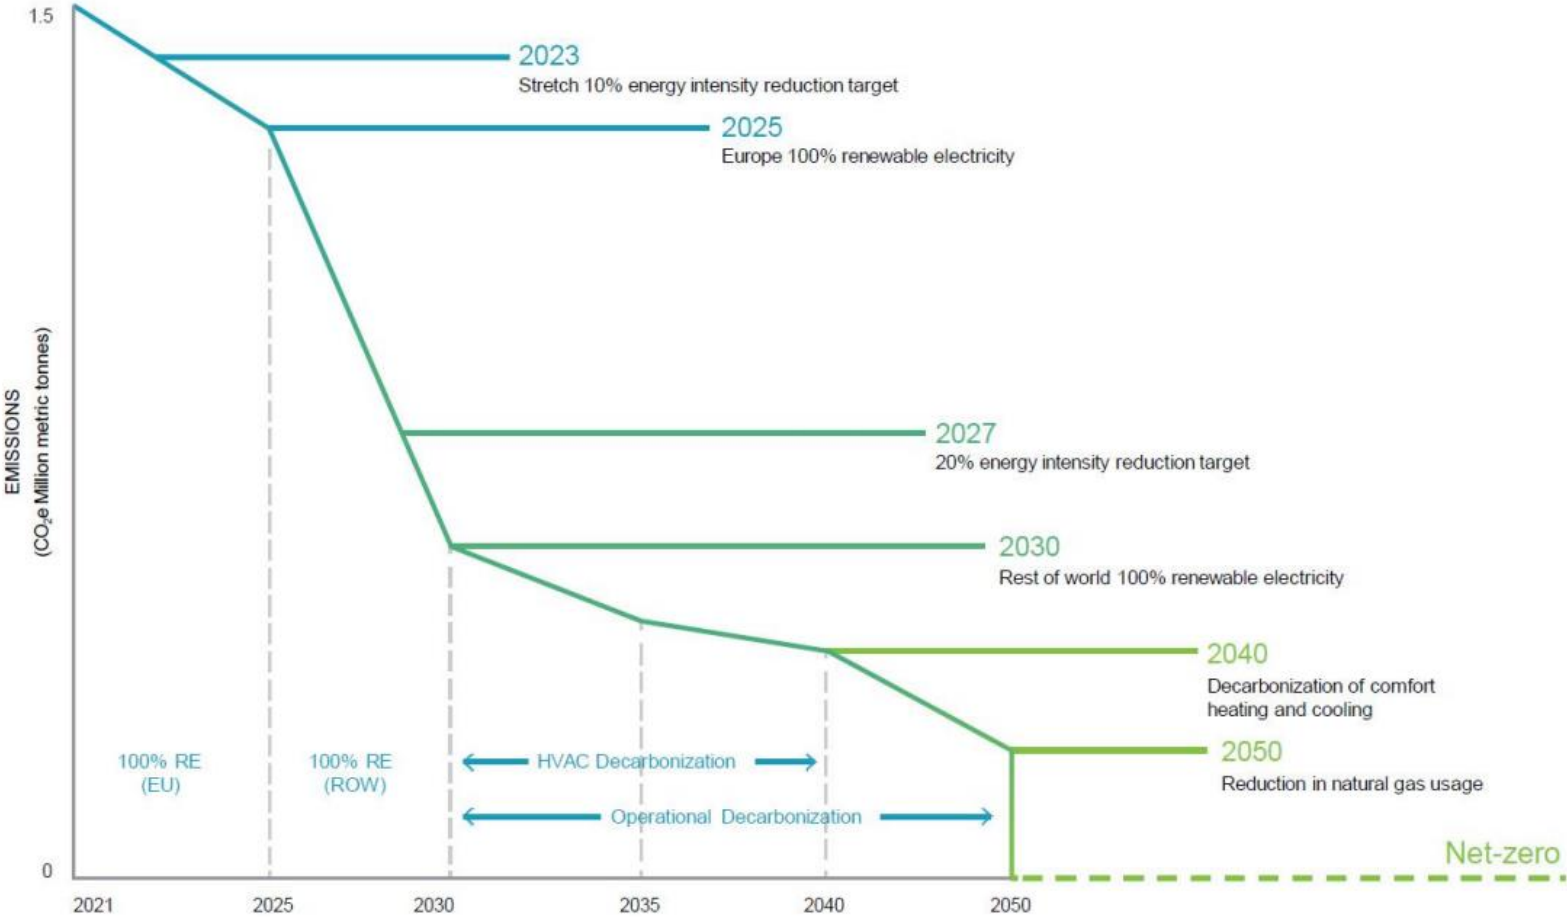 1.5
2023
Stretch 10% energy intensity reduction target
2025
Europe 100% renewable electricity
EMISSIONS
(CO₂e Million metric tonnes)
2027
20% energy intensity reduction target
2030
Rest of world 100% renewable electricity
2040
Decarbonization of comfort
heating and cooling
2050
Reduction in natural gas usage
100% RE
(EU)
100% RE
(ROW)
HVAC Decarbonization
Operational Decarbonization
Net-zero
0
2021
2025
2030
2035
2040
2050